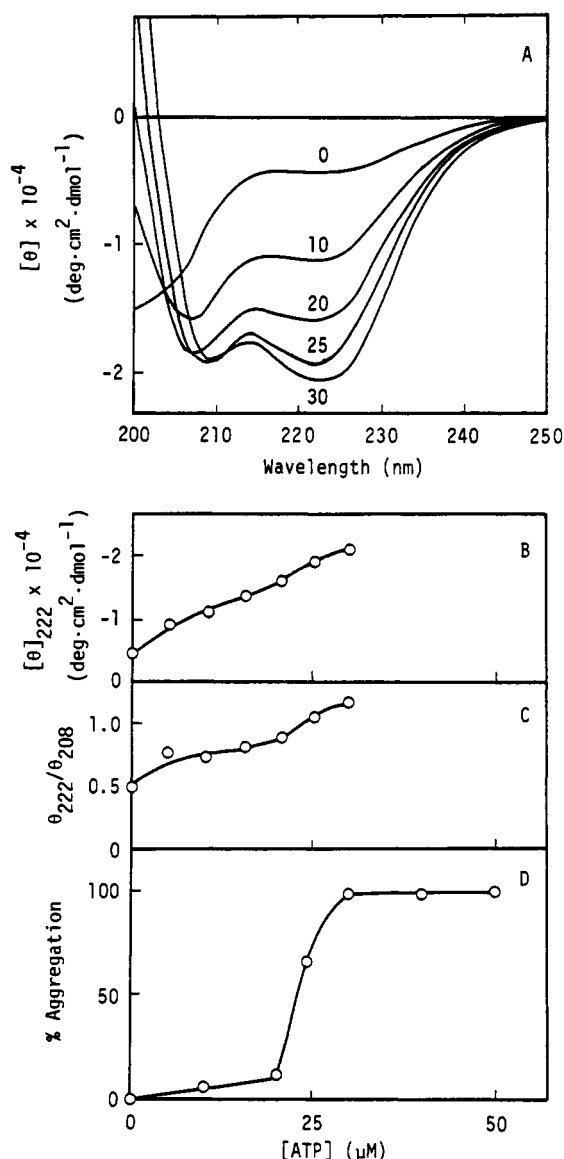 A
0
-1
-2
[θ] x 10⁻⁴
(deg·cm²·dmol⁻¹)
0
10
20
25
30
200 210 220 230 240 250
Wavelength (nm)
B
-2
-1
0
[θ]₂₂₂ x 10⁻⁴
(deg·cm²·dmol⁻¹)
C
1.0
0.5
0
θ₂₂₂/θ₂₀₈
D
100
50
0
% Aggregation
0 25 50
[ATP] (μM)